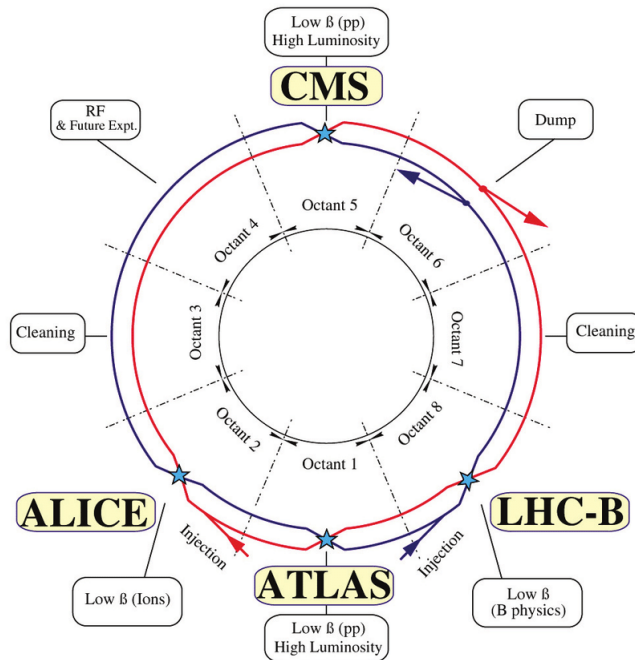 Low ß (pp)
High Luminosity
CMS
RF
& Future Expt.
Dump
Octant 5
Octant 4
Octant 6
Octant 3
Octant 7
Cleaning
Cleaning
Octant 2
Octant 8
Octant 1
ALICE
LHC-B
Injection
Injection
ATLAS
Low ß (Ions)
Low ß
(B physics)
Low ß (pp)
High Luminosity